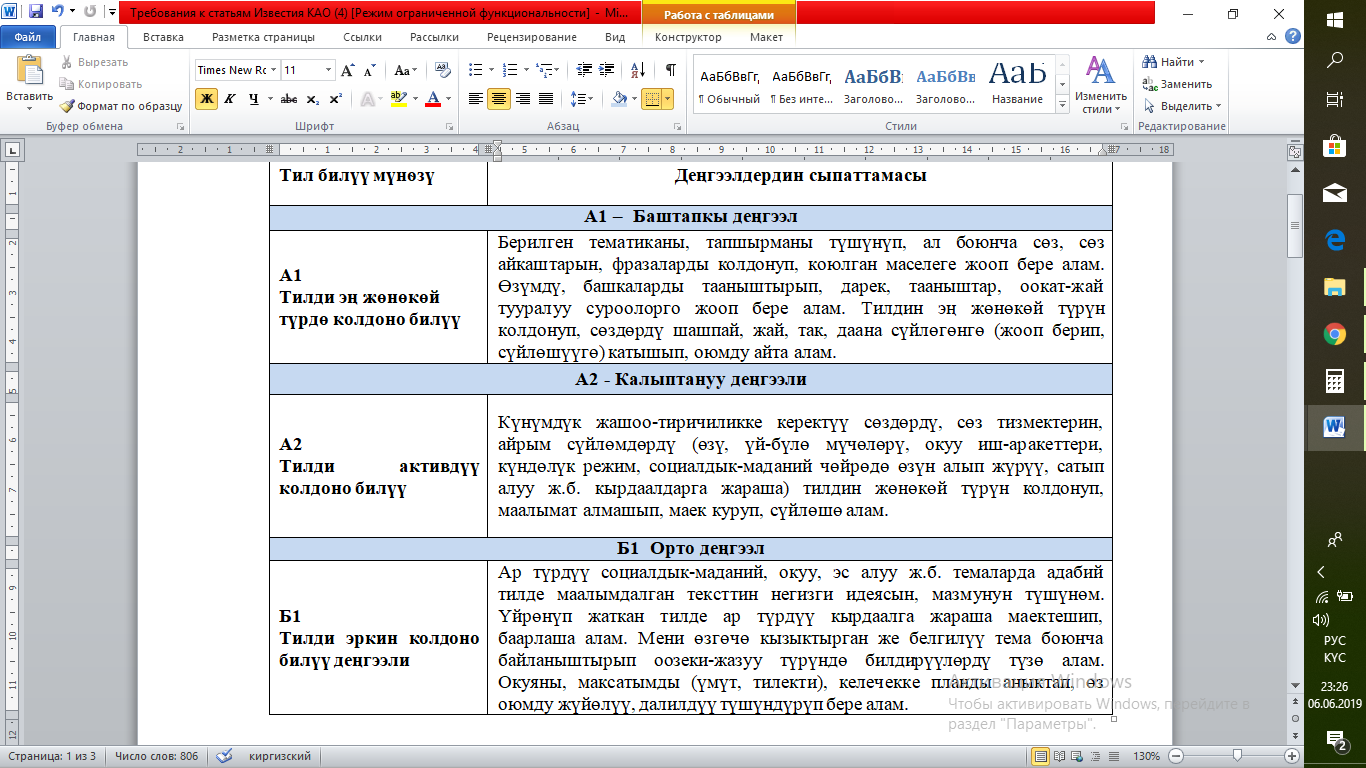 Требования к статьям Известия КАО (4) [Режим ограниченной функциональности] - Mi...
Работа с таблицами
Файл
Главная
Вставка
Разметка страницы
Ссылки
Рассылки
Рецензирование
Вид
Конструктор
Макет
Вставить
Вырезать
Копировать
Формат по образцу
Буфер обмена
Times New Ro
11
Шрифт
Абзац
АаБбВвГг,
АаБбВвГг,
АаБбВ
АаБбВв
АаЬ
¶ Обычный
¶ Без инте...
Заголово...
Заголово...
Название
Стили
Изменить
стили
Найти
Заменить
Выделить
Редактирование
Тил билүү мүнөзү
Деңгээлдердин сыпаттамасы
А1 – Баштапкы деңгээл
А1
Тилди эң жөнөкөй
түрдө колдоно билүү
Берилген тематиканы, тапшырманы түшүнүп, ал боюнча сөз, сөз
айкаштарын, фразаларды колдонуп, коюлган маселеге жооп бере алам.
Өзүмдү, башкаларды тааныштырып, дарек, тааныштар, оокат-жай
тууралуу суроолорго жооп бере алам. Тилдин эң жөнөкөй түрүн
колдонуп, сөздөрдү шашпай, жай, так, даана сүйлөгөнгө (жооп берип,
сүйлөшүүгө) катышып, оюмду айта алам.
А2 - Калыптануу деңгээли
А2
Тилди активдүү
колдоно билүү
Күнүмдүк жашоо-тиричиликке керектүү сөздөрдү, сөз тизмектерин,
айрым сүйлөмдөрдү (өзү, үй-бүлө мүчөлөрү, окуу иш-аракеттери,
күндөлүк режим, социалдык-маданий чөйрөдө өзүн алып жүрүү, сатып
алуу ж.б. кырдаалдарга жараша) тилдин жөнөкөй түрүн колдонуп,
маалымат алмашып, маек куруп, сүйлөшө алам.
Б1 Орто деңгээл
Б1
Тилди эркин колдоно
билүү деңгээли
Ар түрдүү социалдык-маданий, окуу, эс алуу ж.б. темаларда адабий
тилде маалымдалган тексттин негизги идеясын, мазмунун түшүнөм.
Үйрөнүп жаткан тилде ар түрдүү кырдаалга жараша маектешип,
баарлаша алам. Мени өзгөчө кызыктырган же белгилүү тема боюнча
байланыштырып оозеки-жазуу түрүндө билдирүүлөрдү түзө алам.
Окуяны, максатымды (үмүт, тилекти), келечекке планды аныктап, өз
оюмду жүйөлүү, далилдүү түшүндүрүп бере алам.
Активация Windows
Чтобы активировать Windows, перейдите в
раздел "Параметры".
РУС
КУС
23:26
06.06.2019
2
Страница: 1 из 3
Число слов: 806
киргизский
130%